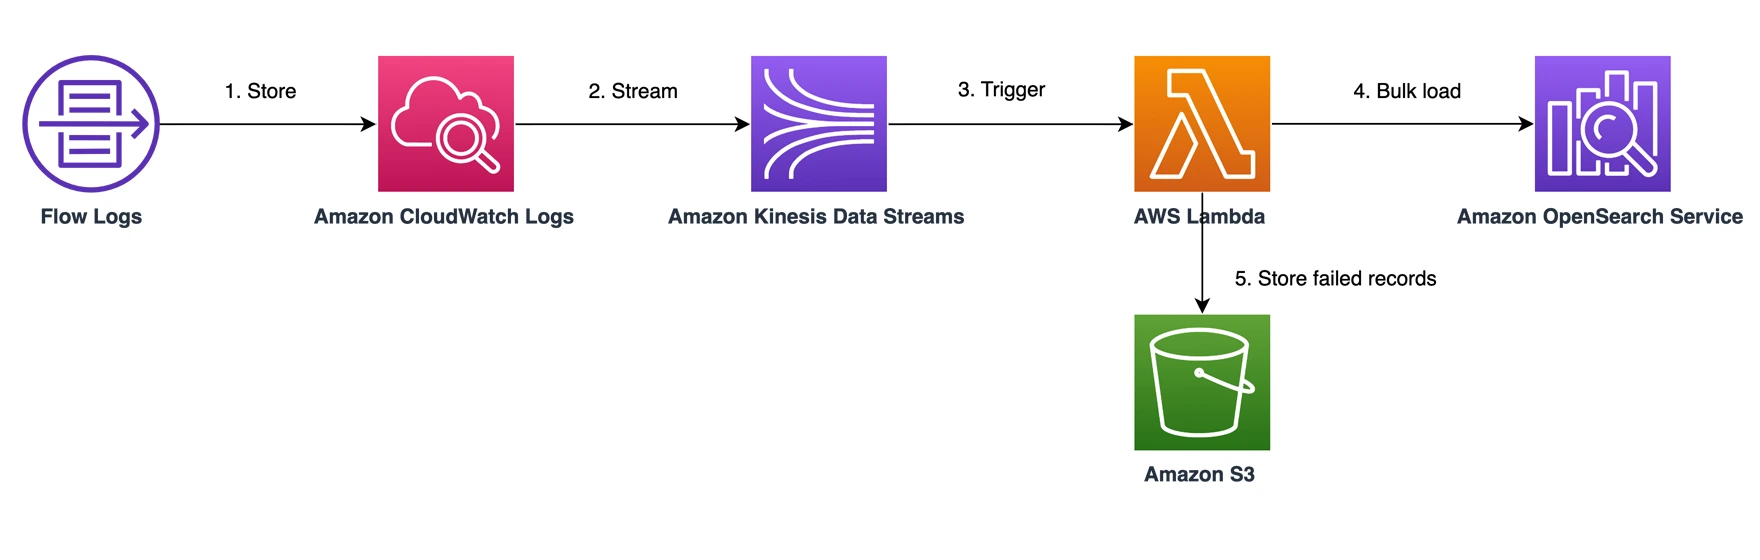 1. Store
2. Stream
3. Trigger
4. Bulk load
Flow Logs
Amazon CloudWatch Logs
Amazon Kinesis Data Streams
AWS Lambda
Amazon OpenSearch Service
5. Store failed records
Amazon S3